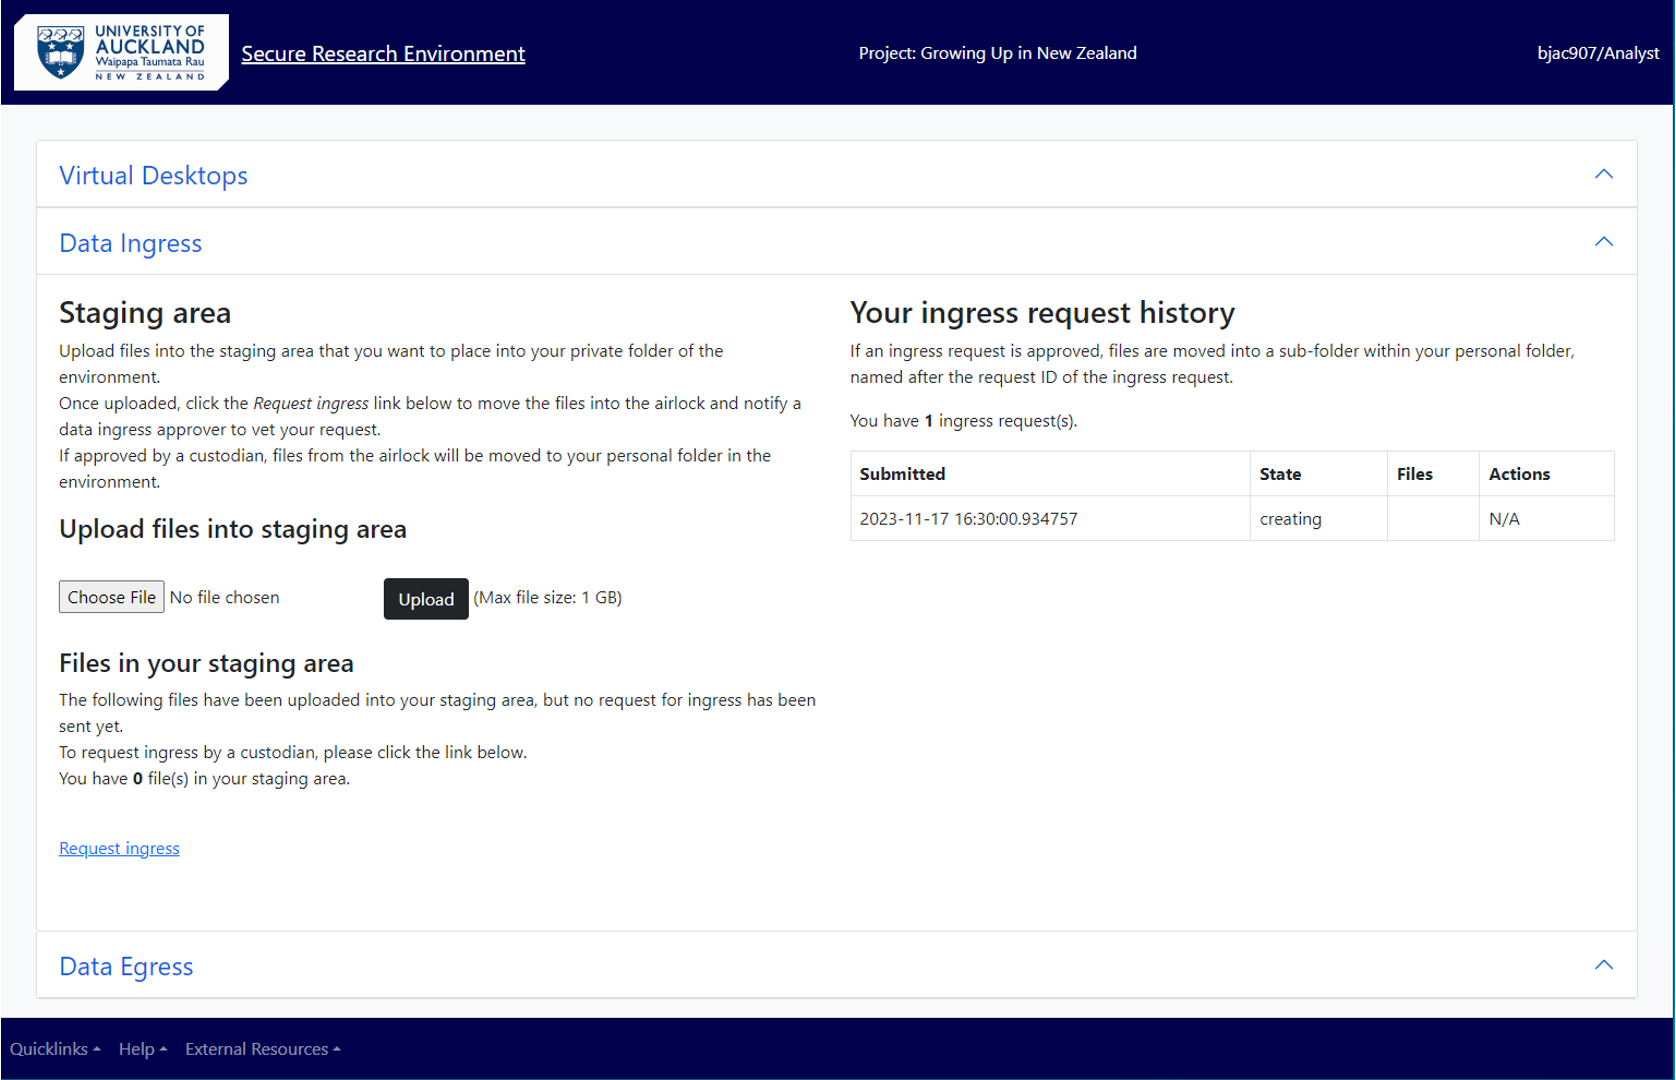 UNIVERSITY OF
AUCKLAND
Waipapa Taumata Rau
NEW ZEALAND
Secure Research Environment
Project: Growing Up in New Zealand
bjac907/Analyst
Virtual Desktops
Data Ingress
Staging area
Upload files into the staging area that you want to place into your private folder of the
environment.
Once uploaded, click the Request ingress link below to move the files into the airlock and notify a
data ingress approver to vet your request.
If approved by a custodian, files from the airlock will be moved to your personal folder in the
environment.
Upload files into staging area
Choose File No file chosen Upload (Max file size: 1 GB)
Files in your staging area
The following files have been uploaded into your staging area, but no request for ingress has been
sent yet.
To request ingress by a custodian, please click the link below.
You have 0 file(s) in your staging area.
Request ingress
Your ingress request history
If an ingress request is approved, files are moved into a sub-folder within your personal folder,
named after the request ID of the ingress request.
You have 1 ingress request(s).
Submitted State Files Actions
2023-11-17 16:30:00.934757 creating N/A
Data Egress
Quicklinks Help External Resources